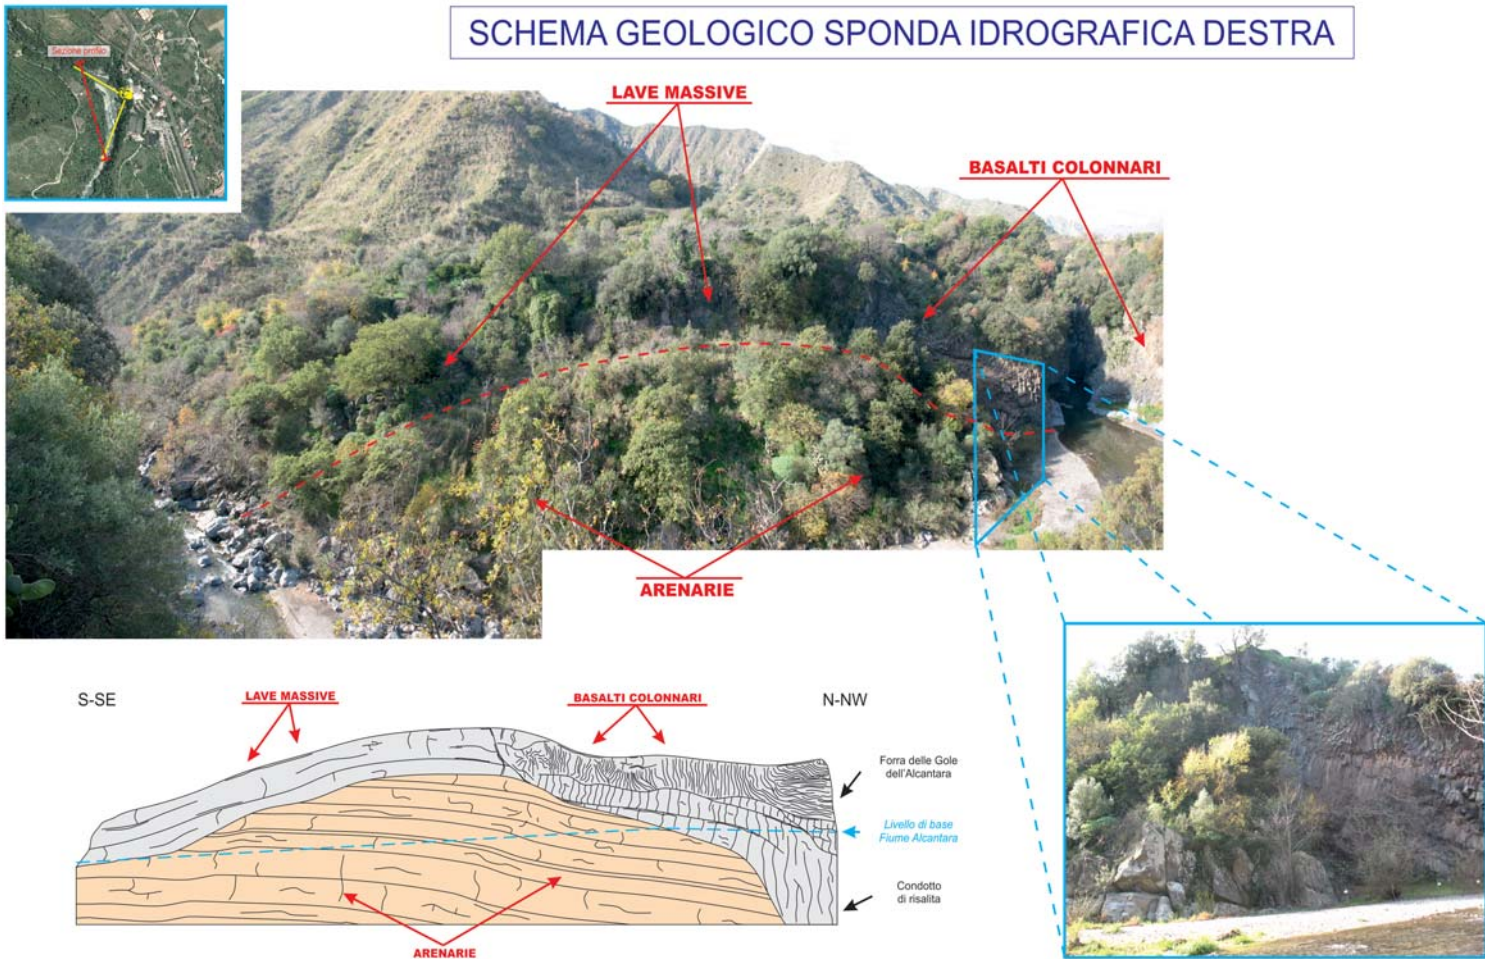 SCHEMA GEOLOGICO SPONDA IDROGRAFICA DESTRA
Sezione profilo
LAVE MASSIVE
BASALTI COLONNARI
ARENARIE
S-SE
LAVE MASSIVE
BASALTI COLONNARI
N-NW
Forra delle Gole
dell'Alcantara
Livello di base
Fiume Alcantara
Condotto
di risalita
ARENARIE